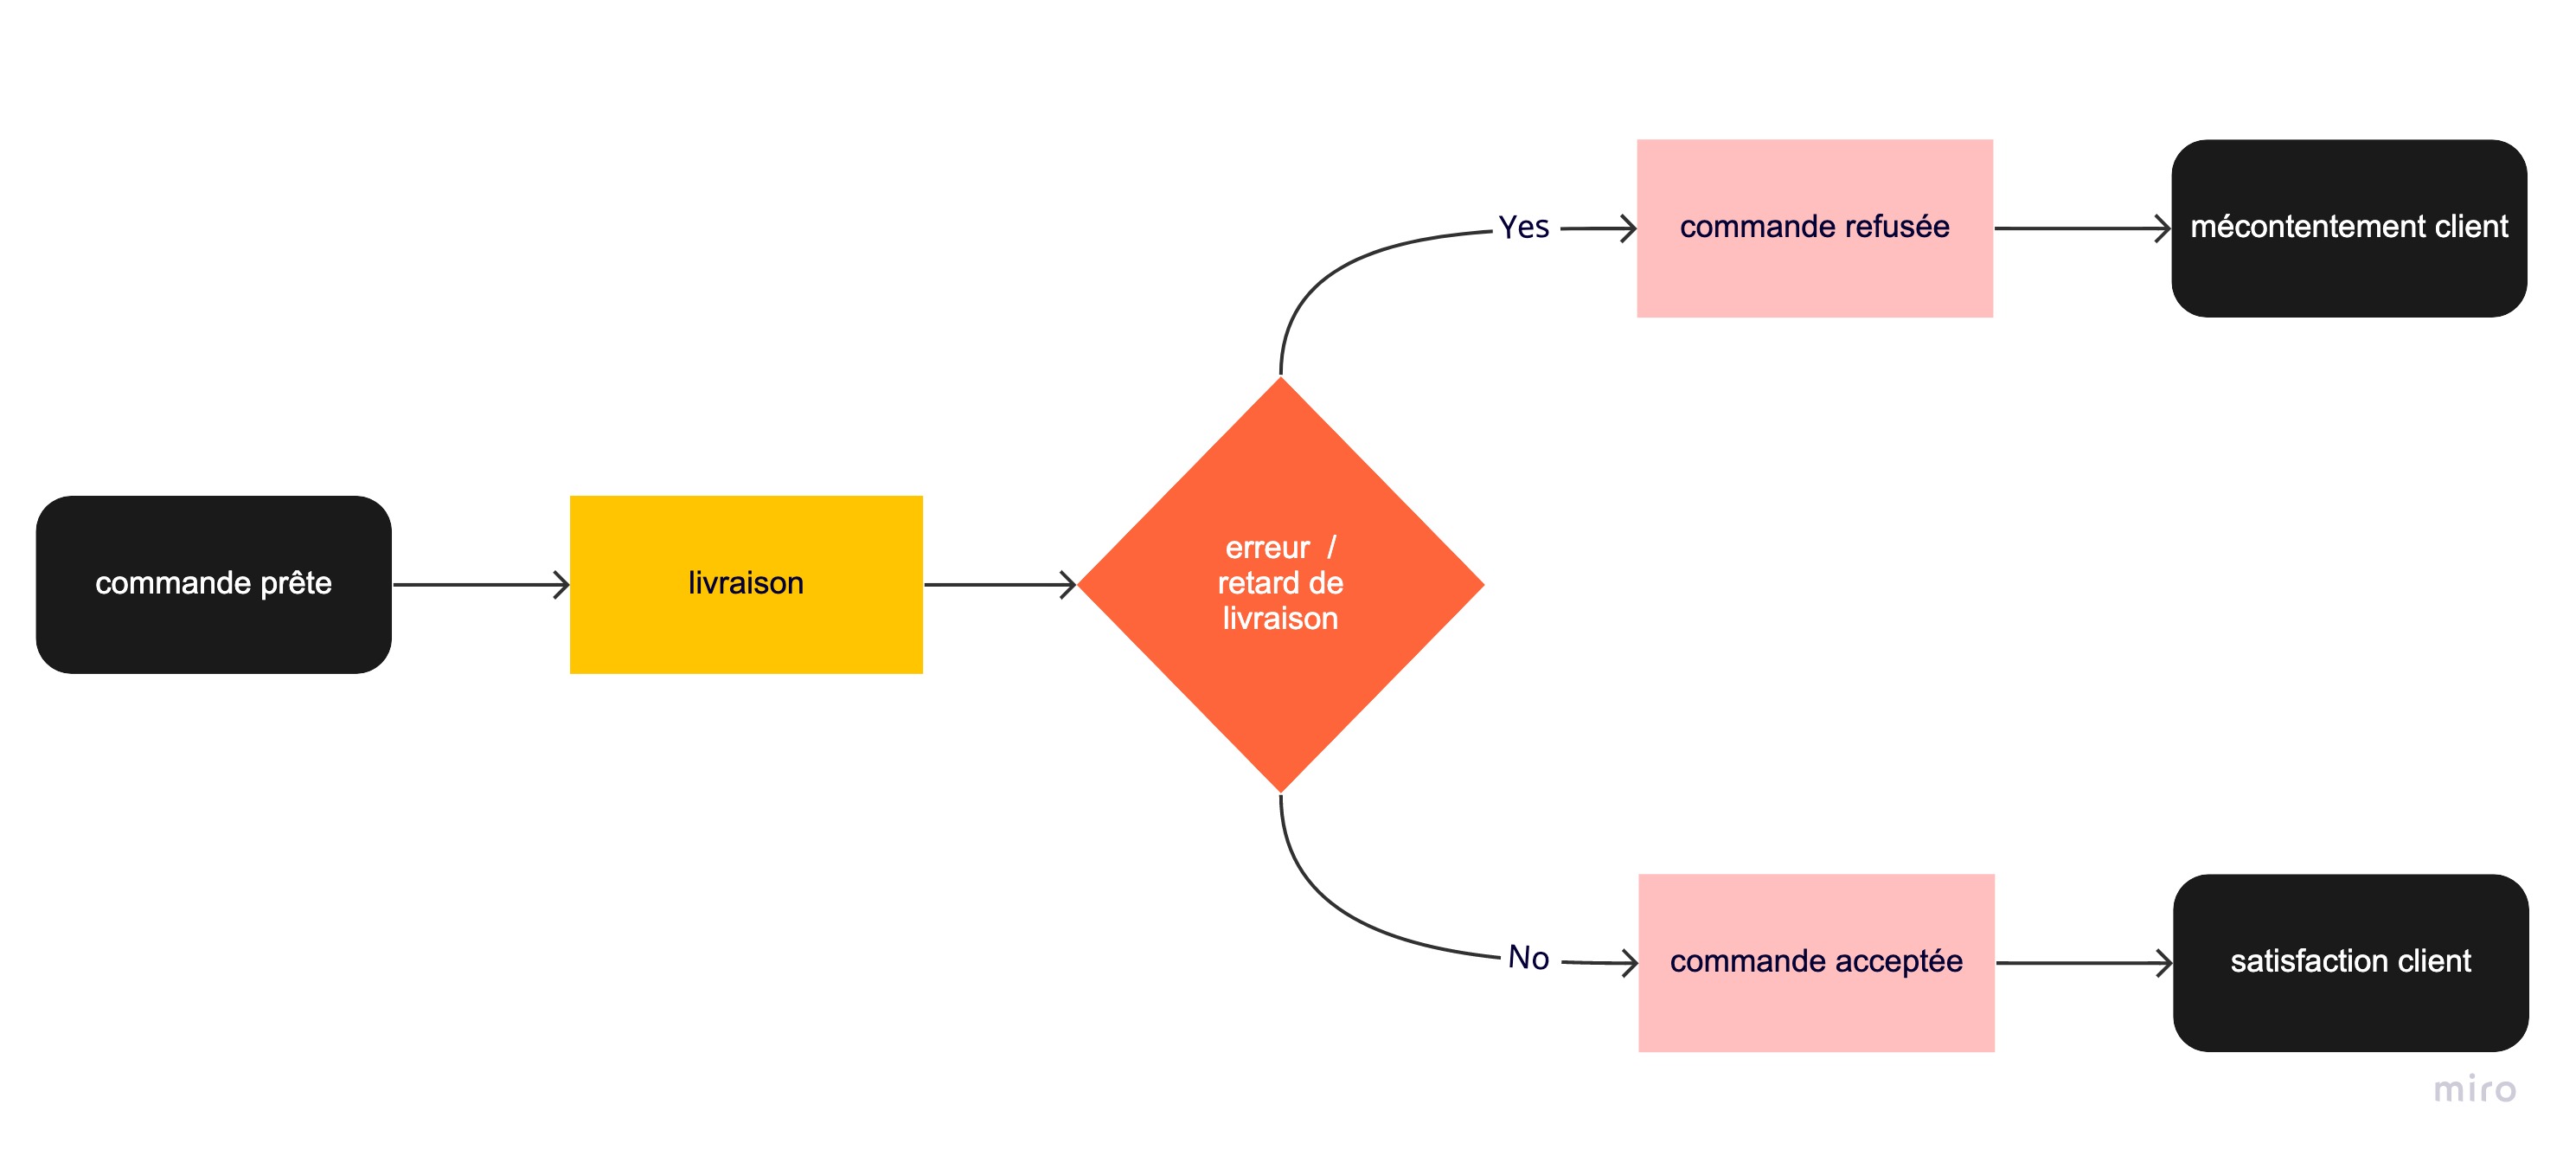 commande prête
livraison
erreur /
retard de
livraison
Yes
commande refusée
mécontentement client
No
commande acceptée
satisfaction client
miro